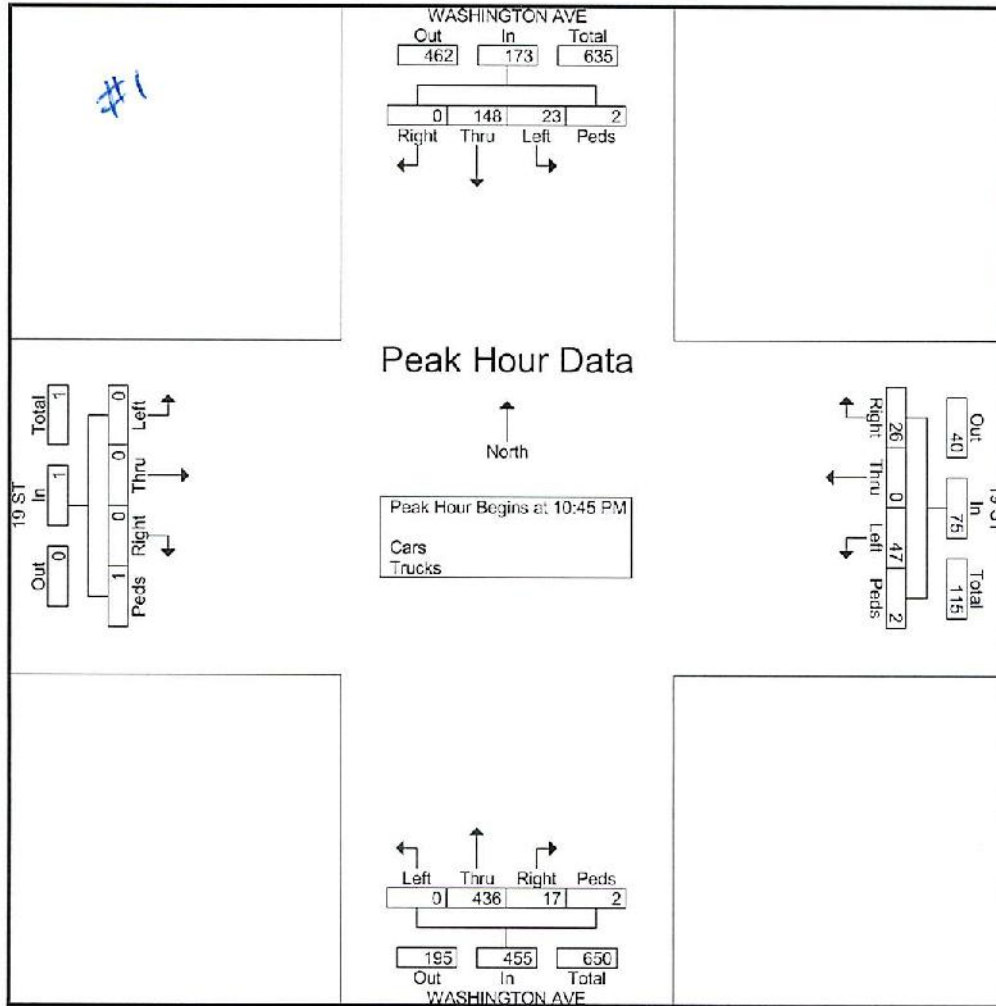 WASHINGTON AVE
Out In Total
462 173 635
#1
0 148 23 2
Right Thru Left Peds
Peak Hour Data
North
Peak Hour Begins at 10:45 PM
Cars
Trucks
19 ST
Total In Out
1 1 0
0 0 0 1
Left Thru Right Peds
Right Thru Left Peds
26 0 47 2
Out In Total
40 75 115
19 ST
Left Thru Right Peds
0 436 17 2
195 455 650
Out In Total
WASHINGTON AVE